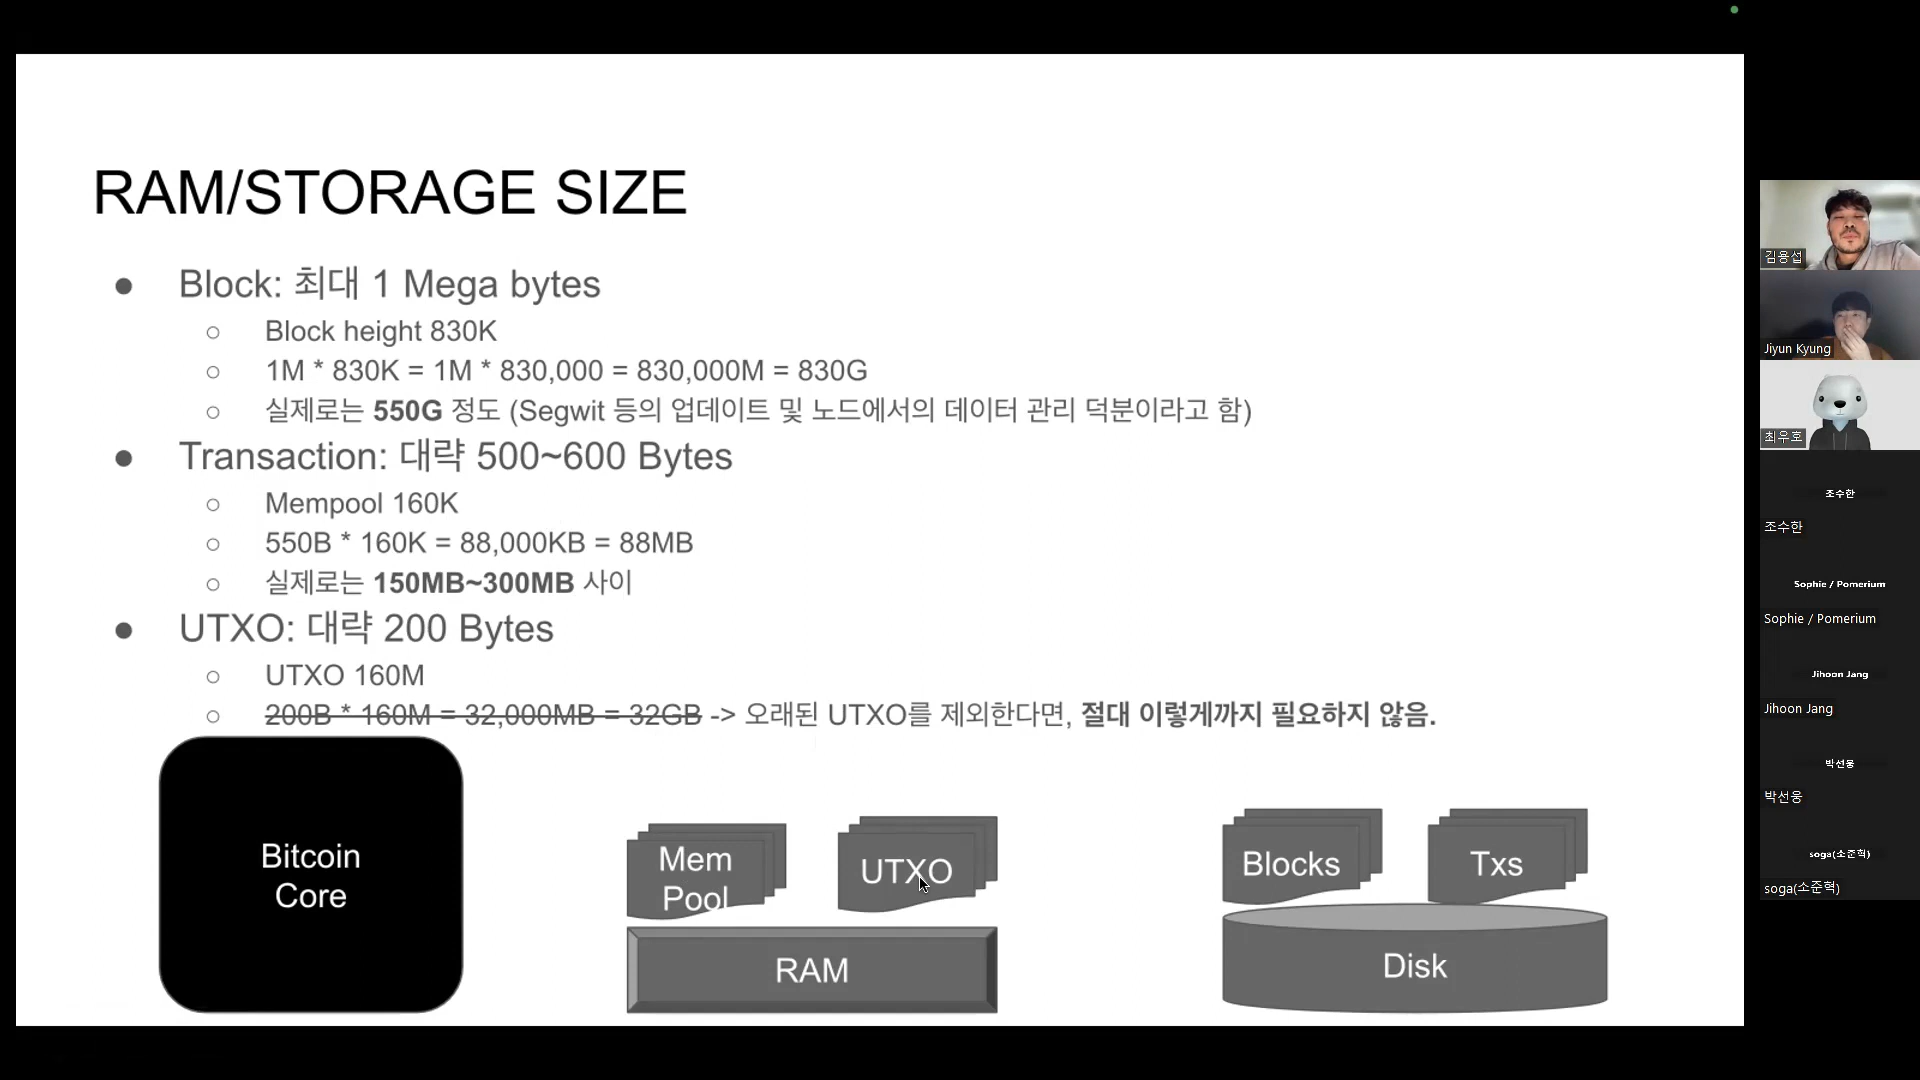 RAM/STORAGE SIZE
● Block: 최대 1 Mega bytes
○ Block height 830K
○ 1M * 830K = 1M * 830,000 = 830,000M = 830G
○ 실제로는 550G 정도 (Segwit 등의 업데이트 및 노드에서의 데이터 관리 덕분이라고 함)
● Transaction: 대략 500~600 Bytes
○ Mempool 160K
○ 550B * 160K = 88,000KB = 88MB
○ 실제로는 150MB~300MB 사이
● UTXO: 대략 200 Bytes
○ UTXO 160M
○ 200B * 160M = 32,000MB = 32GB -> 오래된 UTXO를 제외한다면, 절대 이렇게까지 필요하지 않음.
Bitcoin
Core
Mem
Pool
UTXO
RAM
Blocks
Txs
Disk
김용섭
Jiyun Kyung
최우호
조수한
조수한
Sophie / Pomerium
Sophie / Pomerium
Jihoon Jang
Jihoon Jang
박선웅
박선웅
soga(소준혁)
soga(소준혁)